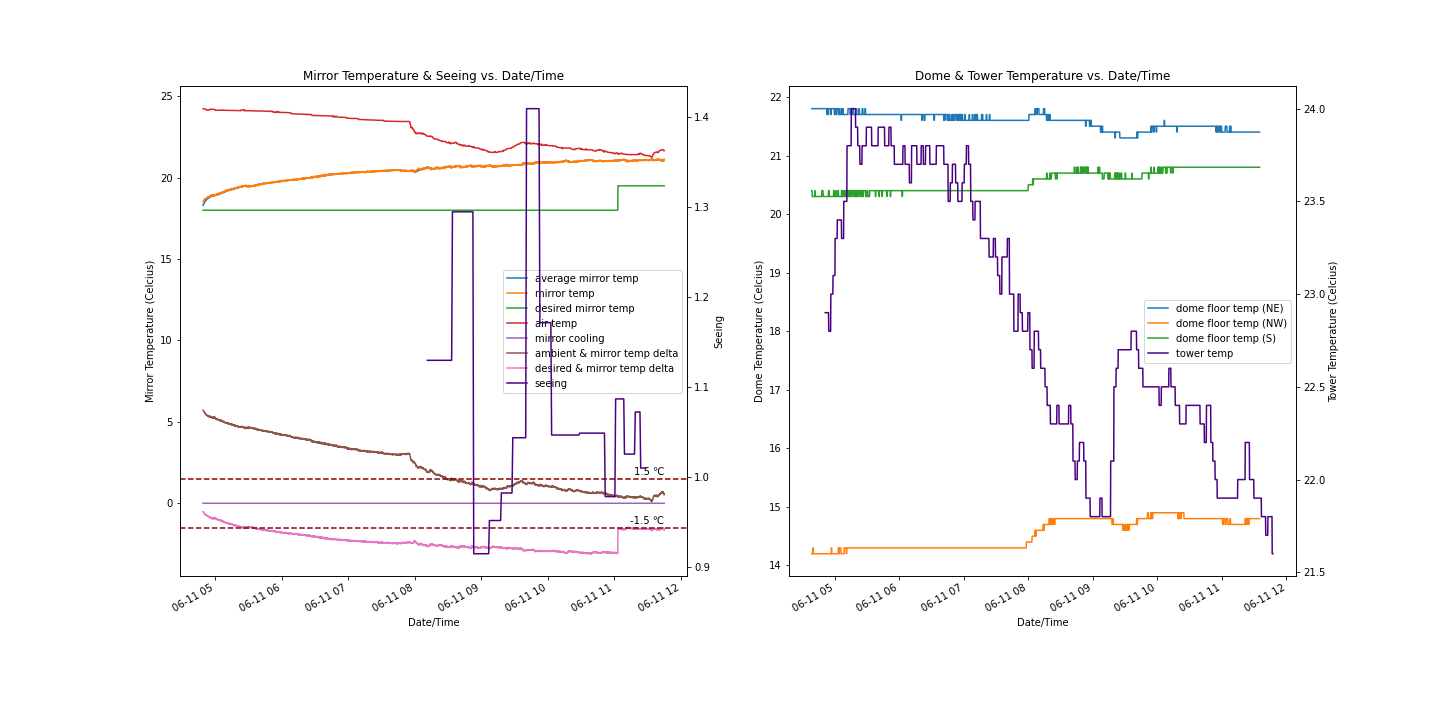 Mirror Temperature & Seeing vs. Date/Time
25
20
15
10
5
0
Mirror Temperature (Celcius)
1.4
1.3
1.2
1.1
1.0
0.9
Seeing
average mirror temp
mirror temp
desired mirror temp
air temp
mirror cooling
ambient & mirror temp delta
desired & mirror temp delta
seeing
1.5 °C
-1.5 °C
06-11 05
06-11 06
06-11 07
06-11 08
06-11 09
06-11 10
06-11 11
06-11 12
Date/Time
Dome & Tower Temperature vs. Date/Time
22
21
20
19
18
17
16
15
14
Dome Temperature (Celcius)
24.0
23.5
23.0
22.5
22.0
21.5
Tower Temperature (Celcius)
dome floor temp (NE)
dome floor temp (NW)
dome floor temp (S)
tower temp
06-11 05
06-11 06
06-11 07
06-11 08
06-11 09
06-11 10
06-11 11
06-11 12
Date/Time